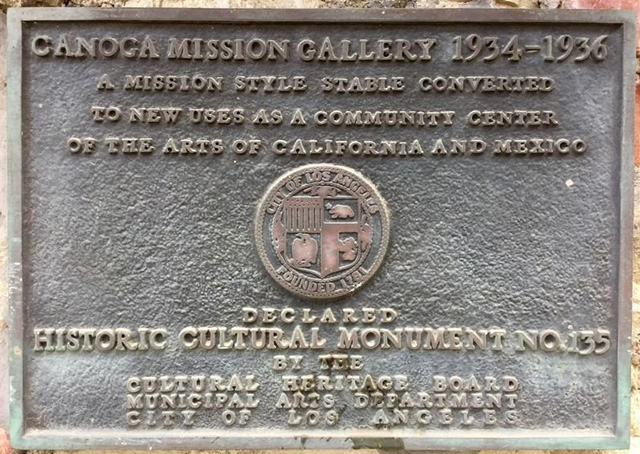 CANOGA MISSION GALLERY 1934-1936
A MISSION STYLE STABLE CONVERTED
TO NEW USES AS A COMMUNITY CENTER
OF THE ARTS OF CALIFORNIA AND MEXICO
CITY OF LOS ANGELES
FOUNDED 1781
DECLARED
HISTORIC CULTURAL MONUMENT NO. 135
BY THE
CULTURAL HERITAGE BOARD
MUNICIPAL ARTS DEPARTMENT
CITY OF LOS ANGELES